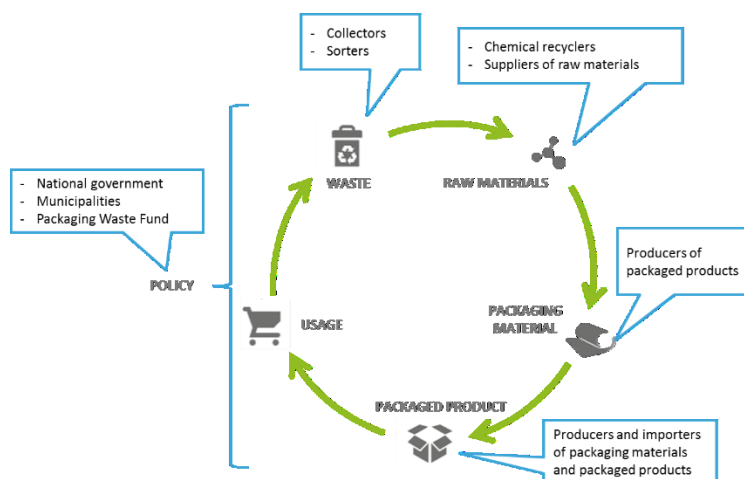 - Collectors
- Sorters
- Chemical recyclers
- Suppliers of raw materials
WASTE
RAW MATERIALS
- National government
- Municipalities
- Packaging Waste Fund
POLICY
Producers of
packaged products
USAGE
PACKAGING
MATERIAL
PACKAGED PRODUCT
Producers and importers
of packaging materials
and packaged products